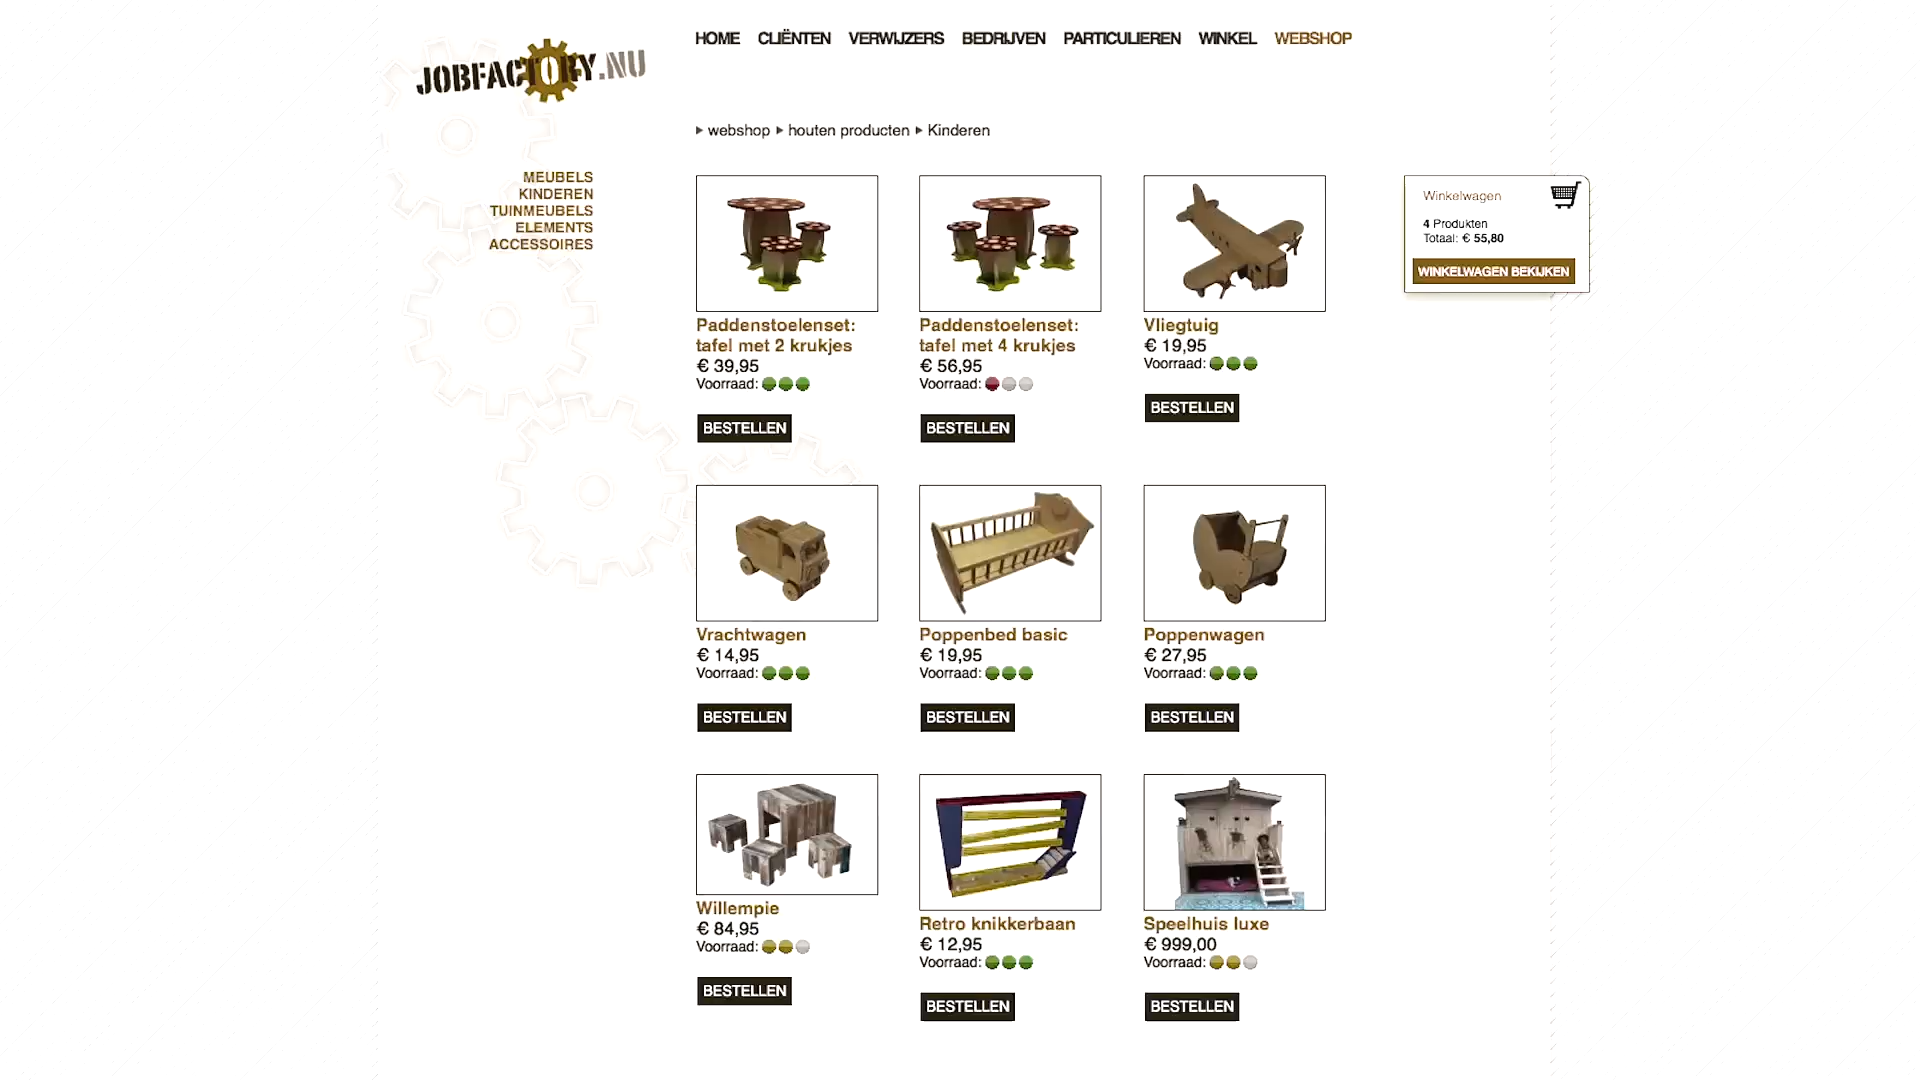 JOBFACTORY.NU
HOME CLIËNTEN VERWIJZERS BEDRIJVEN PARTICULIEREN WINKEL WEBSHOP
webshop houten producten Kinderen
MEUBELS
KINDEREN
TUINMEUBELS
ELEMENTS
ACCESSOIRES
Paddenstoelenset:
tafel met 2 krukjes
€ 39,95
Voorraad:
BESTELLEN
Paddenstoelenset:
tafel met 4 krukjes
€ 56,95
Voorraad:
BESTELLEN
Vliegtuig
€ 19,95
Voorraad:
BESTELLEN
Winkelwagen
4 Produkten
Totaal: € 55,80
WINKELWAGEN BEKIJKEN
Vrachtwagen
€ 14,95
Voorraad:
BESTELLEN
Poppenbed basic
€ 19,95
Voorraad:
BESTELLEN
Poppenwagen
€ 27,95
Voorraad:
BESTELLEN
Willempie
€ 84,95
Voorraad:
BESTELLEN
Retro knikkerbaan
€ 12,95
Voorraad:
BESTELLEN
Speelhuis luxe
€ 999,00
Voorraad:
BESTELLEN